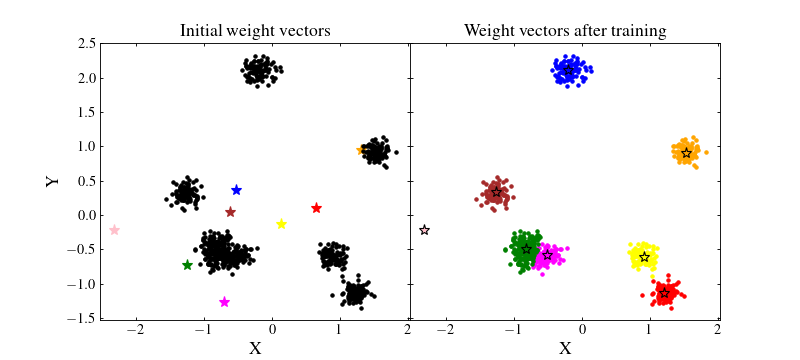 Initial weight vectors
Weight vectors after training
2.5
2.0
1.5
1.0
0.5
0.0
−0.5
−1.0
−1.5
Y
−2 −1 0 1 2
−2 −1 0 1 2
X
X